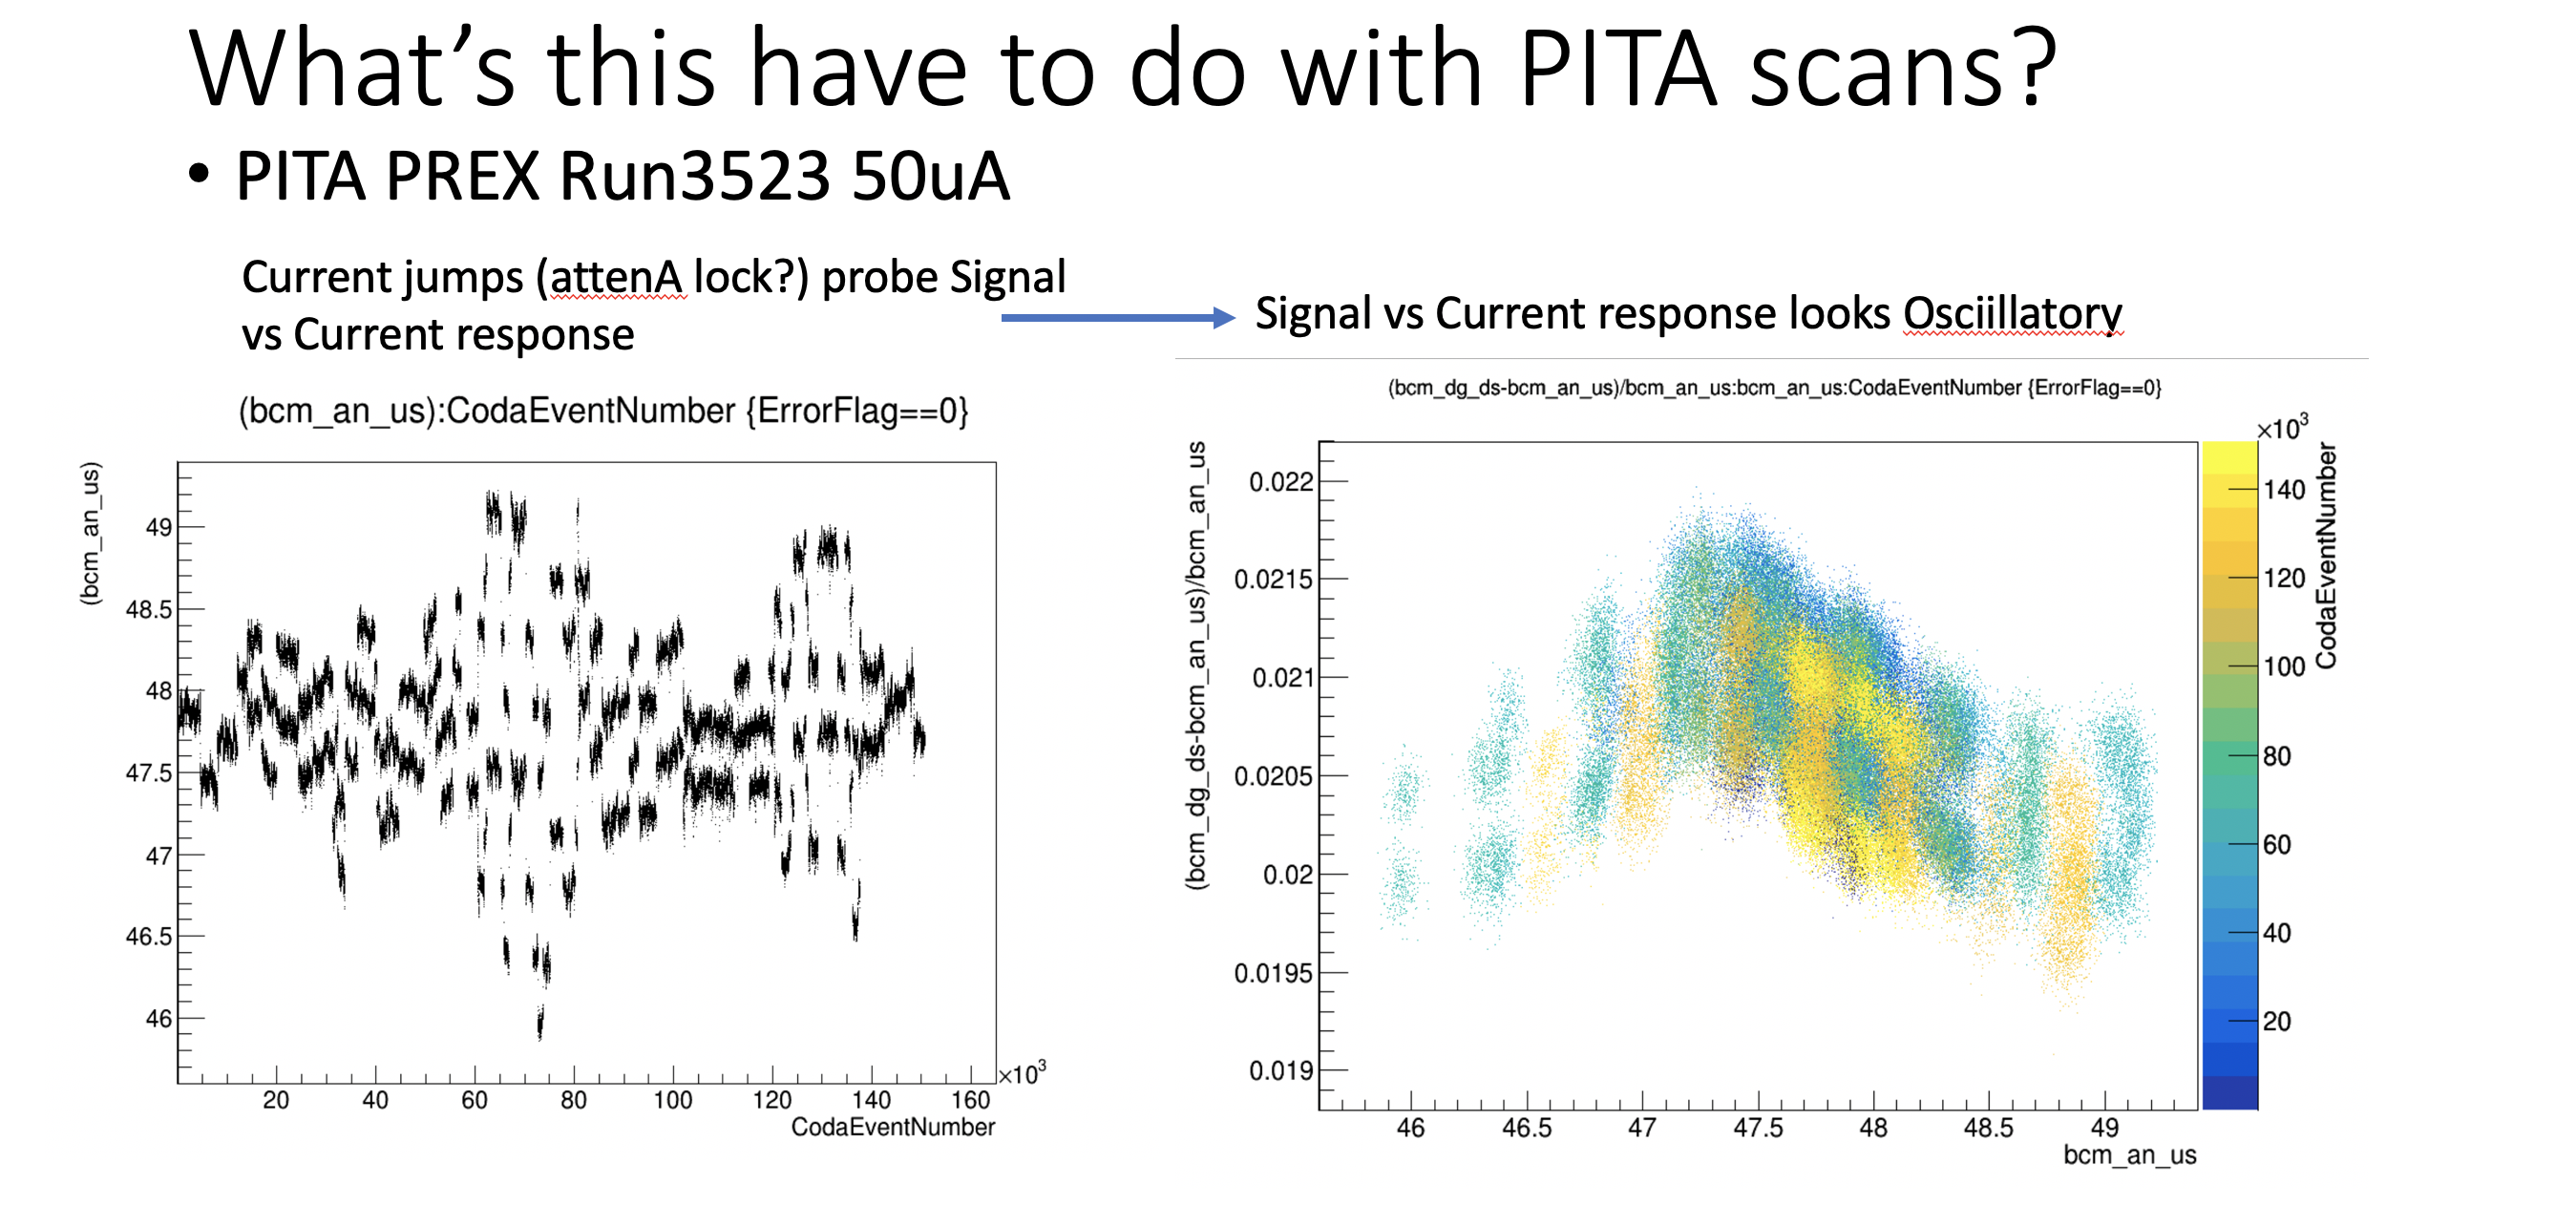 What's this have to do with PITA scans?
• PITA PREX Run3523 50uA
Current jumps (attenA lock?) probe Signal
vs Current response
Signal vs Current response looks Osciillatory
(bcm_an_us):CodaEventNumber {ErrorFlag==0}
(bcm_an_us)
49
48.5
48
47.5
47
46.5
46
20 40 60 80 100 120 140 160
×10³
CodaEventNumber
(bcm_dg_ds-bcm_an_us)/bcm_an_us:bcm_an_us:CodaEventNumber {ErrorFlag==0}
(bcm_dg_ds-bcm_an_us)/bcm_an_us
0.022
0.0215
0.021
0.0205
0.02
0.0195
0.019
46 46.5 47 47.5 48 48.5 49
bcm_an_us
×10³
140
120
100
80
60
40
20
CodaEventNumber